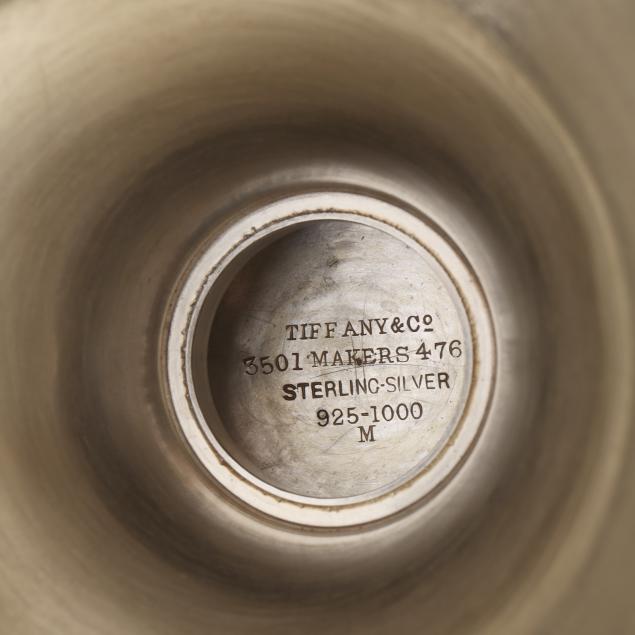 TIFFANY&Co
3501 MAKERS 476
STERLING-SILVER
925-1000
M